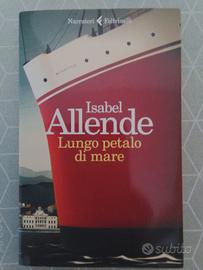 Narratori Feltrinelli
Isabel
Allende
Lungo petalo
di mare
subito